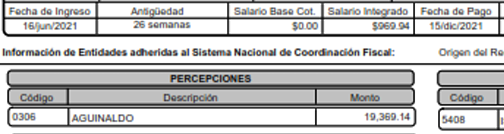 Fecha de Ingreso Antigüedad Salario Base Cot. Salario Integrado Fecha de Pago
16/jun/2021 26 semanas $0.00 $969.94 15/dic/2021
Información de Entidades adheridas al Sistema Nacional de Coordinación Fiscal: Origen del Re
PERCEPCIONES
Código Descripción Monto Código
0306 AGUINALDO 19,369.14 5408